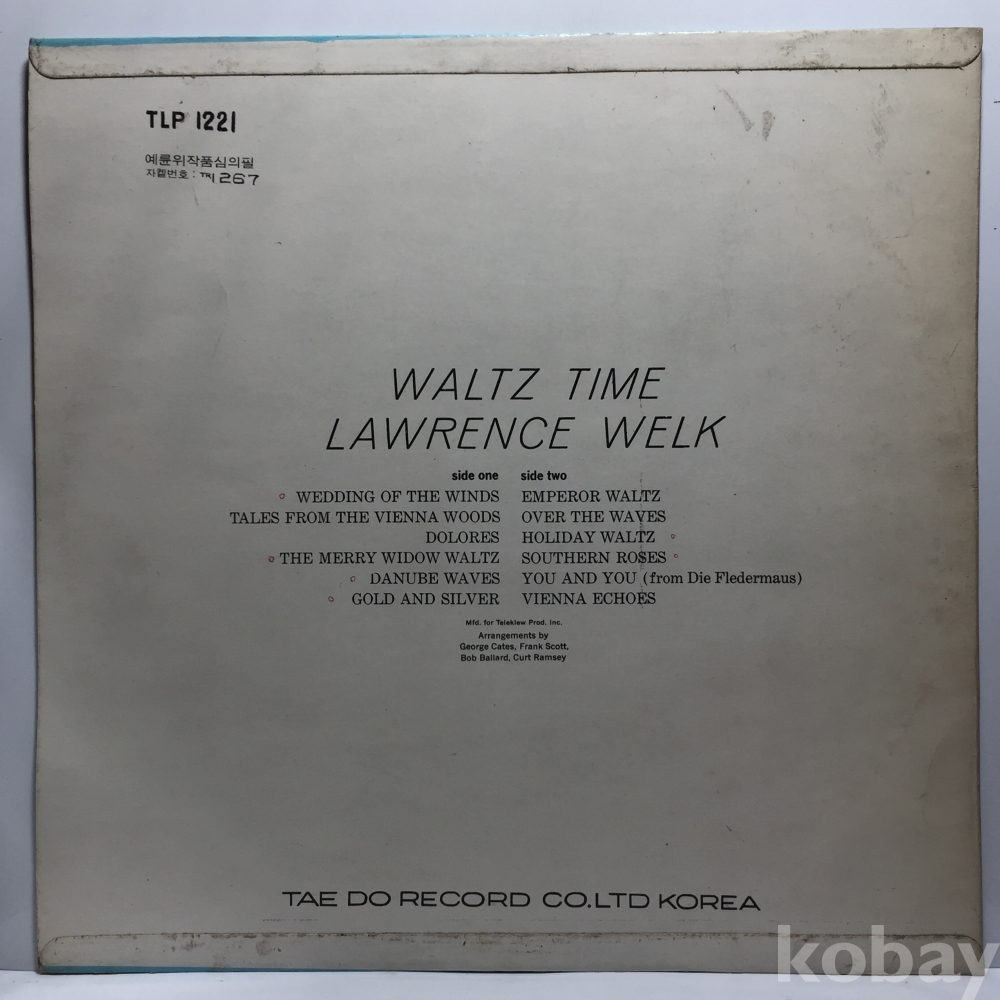 TLP 1221
예륜위작품심의필
자켙번호 : TRI 267
WALTZ TIME
LAWRENCE WELK
side one side two
WEDDING OF THE WINDS EMPEROR WALTZ
TALES FROM THE VIENNA WOODS OVER THE WAVES
DOLORES HOLIDAY WALTZ
THE MERRY WIDOW WALTZ SOUTHERN ROSES
DANUBE WAVES YOU AND YOU (from Die Fledermaus)
GOLD AND SILVER VIENNA ECHOES
Mfd. for Teleklew Prod. Inc.
Arrangements by
George Cates, Frank Scott,
Bob Ballard, Curt Ramsey
TAE DO RECORD CO.LTD KOREA
kobay